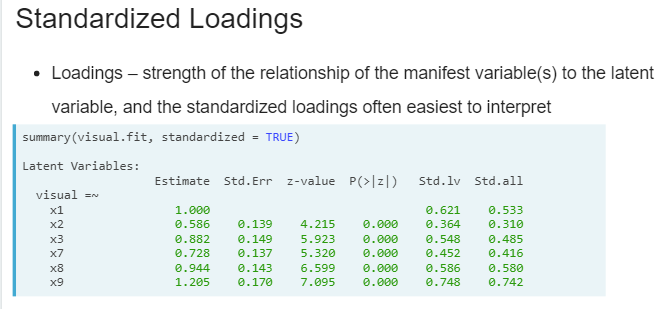 Standardized Loadings
• Loadings – strength of the relationship of the manifest variable(s) to the latent
variable, and the standardized loadings often easiest to interpret
summary(visual.fit, standardized = TRUE)
Latent Variables:
Estimate Std.Err z-value P(>|z|) Std.lv Std.all
visual =~
x1 1.000 0.621 0.533
x2 0.586 0.139 4.215 0.000 0.364 0.310
x3 0.882 0.149 5.923 0.000 0.548 0.485
x7 0.728 0.137 5.320 0.000 0.452 0.416
x8 0.944 0.143 6.599 0.000 0.586 0.580
x9 1.205 0.170 7.095 0.000 0.748 0.742